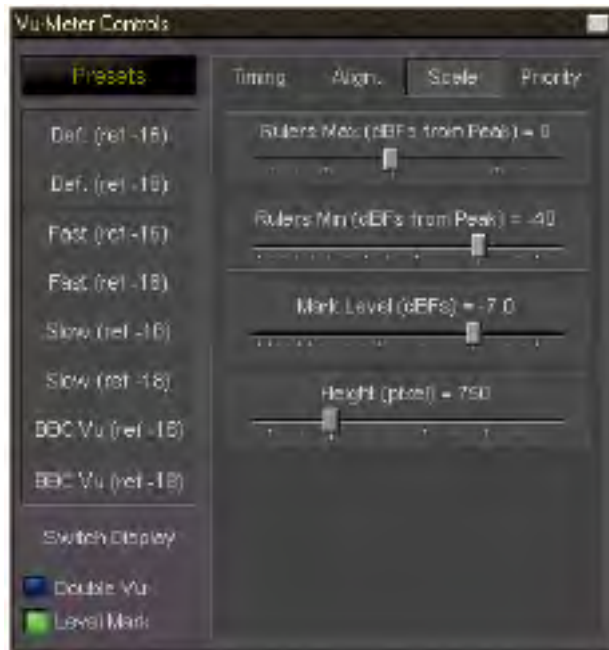 Vu-Meter Controls
Presets
Timing Align. Scale Priority
Def. (ref -16)
Def. (ref -18)
Fast (ref -16)
Fast (ref -18)
Slow (ref -16)
Slow (ref -18)
BBC Vu (ref -16)
BBC Vu (ref -18)
Switch Display
Double Vu
Level Mark
Rulers Max (dBFs from Peak) = 0
Rulers Min (dBFs from Peak) = -40
Mark Level (dBFs) = -7.0
Height (pixel) =